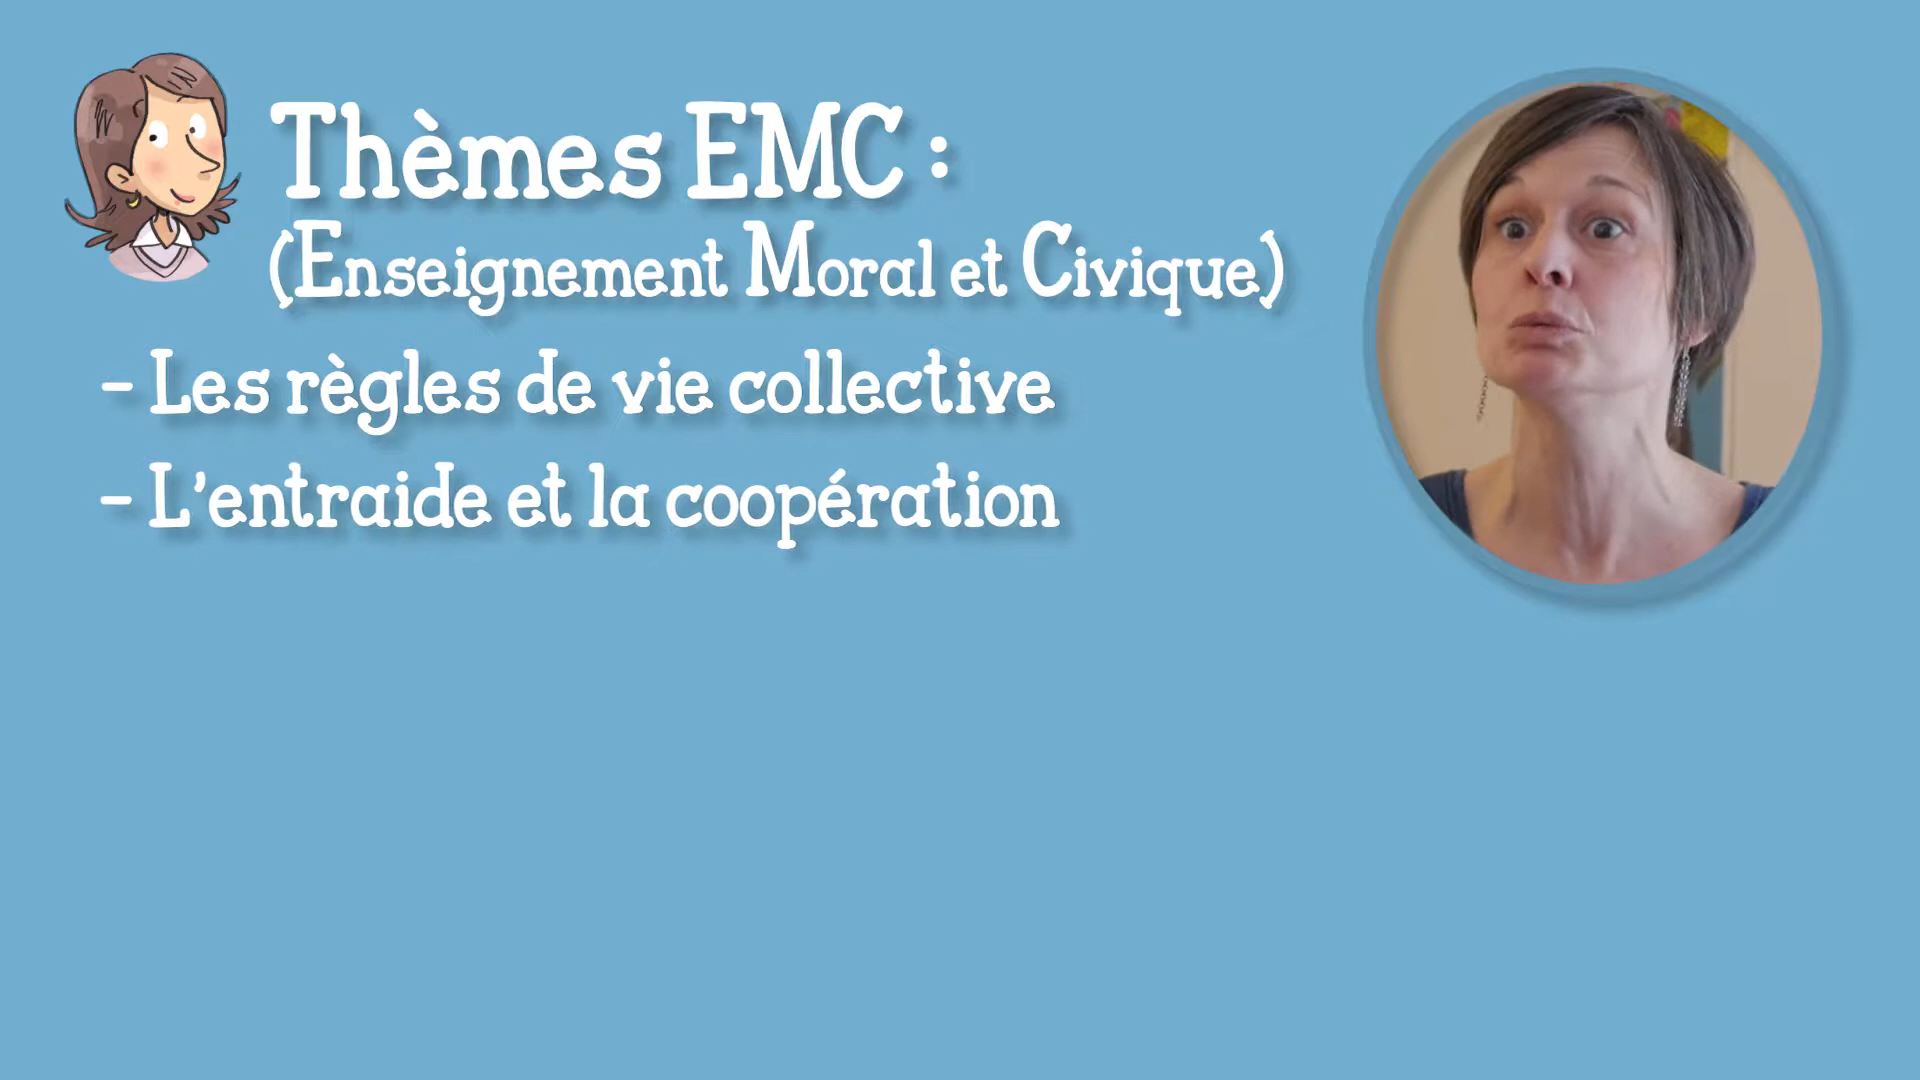 Thèmes EMC :
(Enseignement Moral et Civique)
- Les règles de vie collective
- L'entraide et la coopération